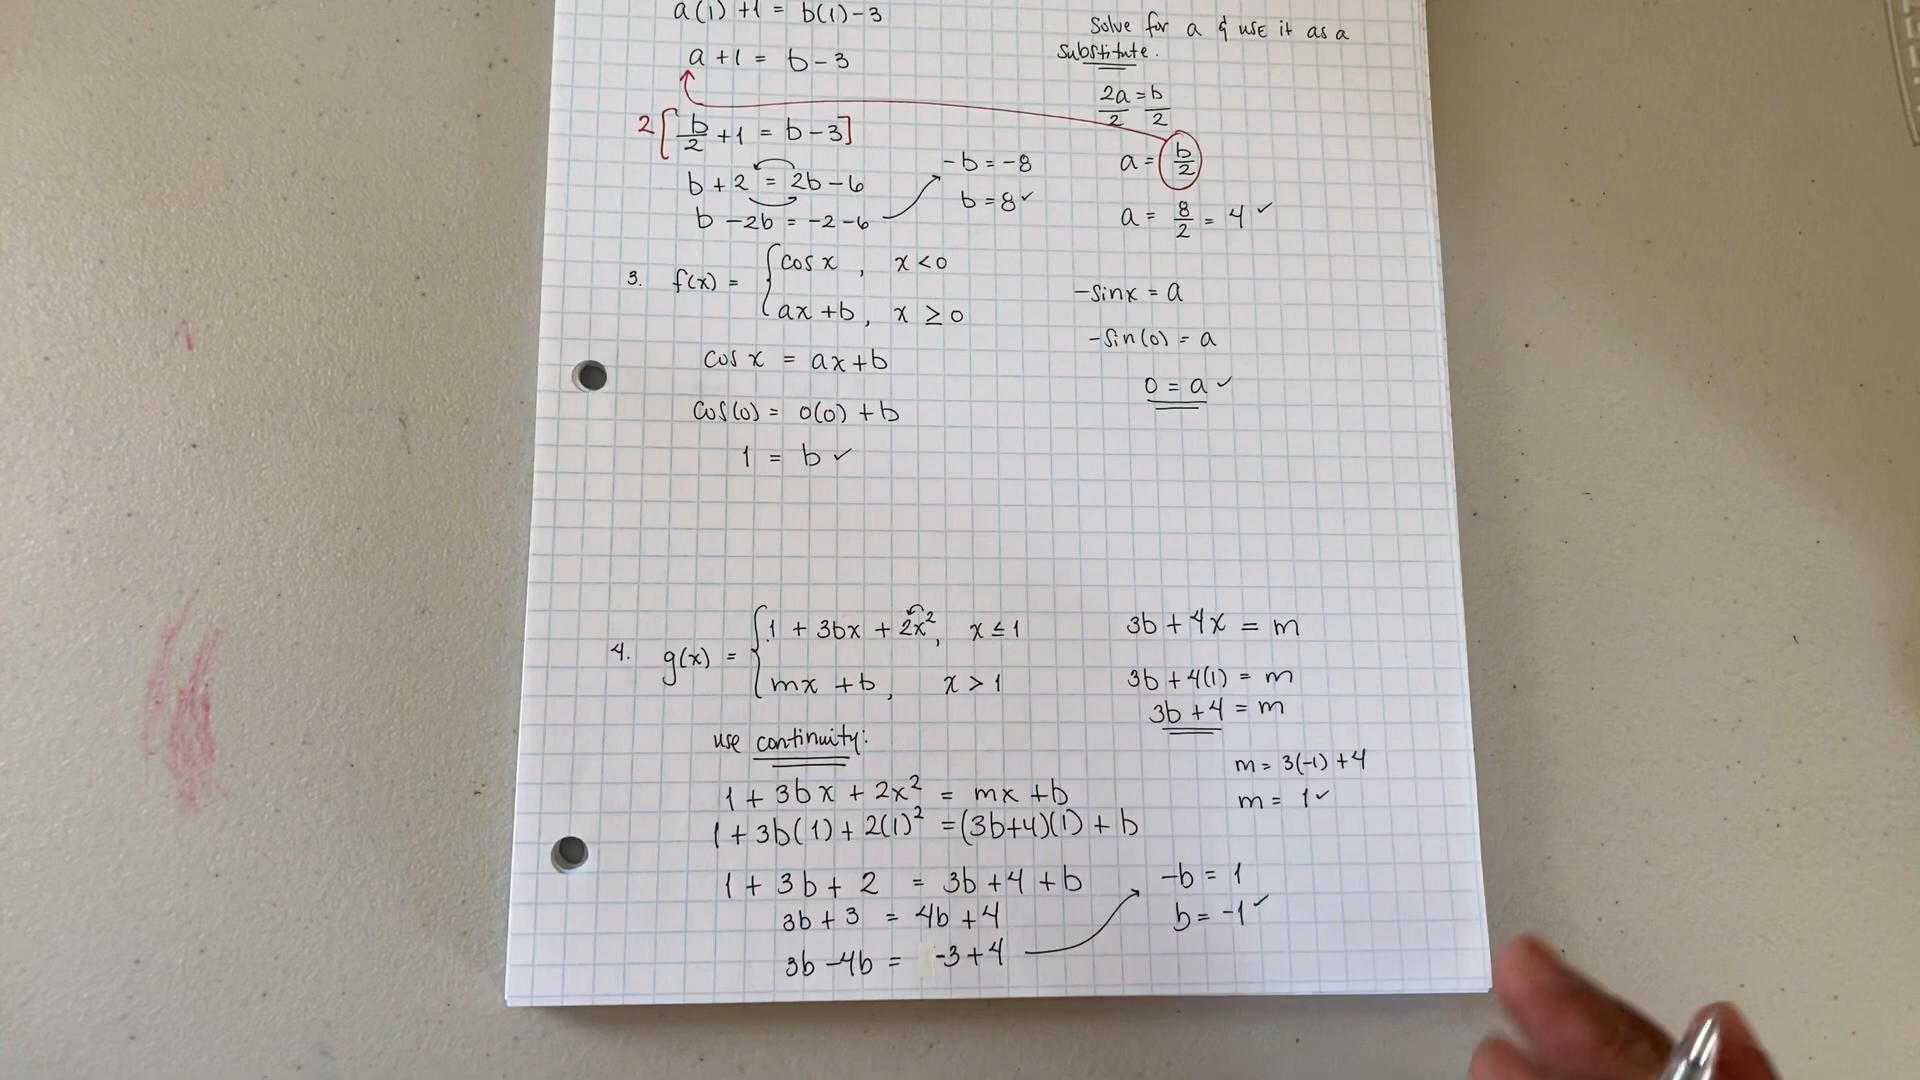 a(1) + 1 = b(1) - 3
a + 1 = b - 3
2[b/2 + 1 = b - 3]
b + 2 = 2b - 6
b - 2b = -2 - 6
-b = -8
b = 8 ✓
Solve for a & use it as a
substitute.
2a/2 = b/2
a = b/2
a = 8/2 = 4 ✓
3. f(x) = { cos x, x < 0
ax + b, x ≥ 0
cos x = ax + b
cos(0) = 0(0) + b
1 = b ✓
-sinx = a
-sin(0) = a
0 = a ✓
4. g(x) = { 1 + 3bx + 2x², x ≤ 1
mx + b, x > 1
use continuity:
1 + 3bx + 2x² = mx + b
1 + 3b(1) + 2(1)² = (3b+4)(1) + b
1 + 3b + 2 = 3b + 4 + b
3b + 3 = 4b + 4
3b - 4b = -3 + 4
-b = 1
b = -1 ✓
3b + 4x = m
3b + 4(1) = m
3b + 4 = m
m = 3(-1) + 4
m = 1 ✓